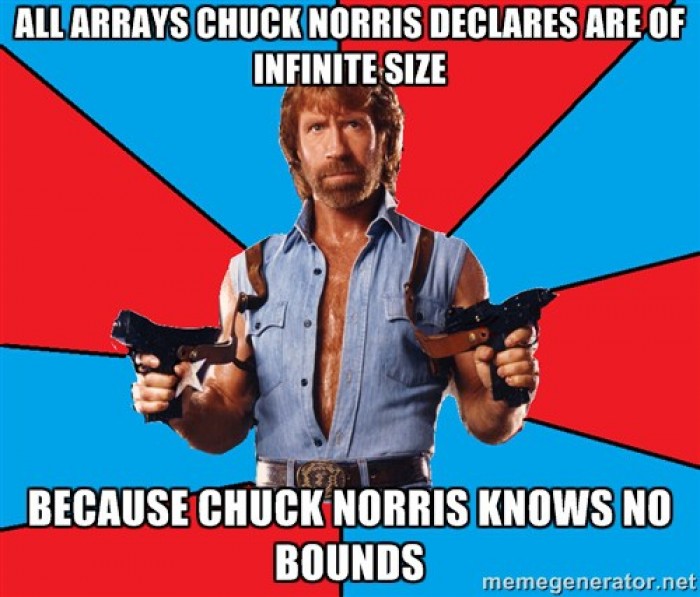 ALL ARRAYS CHUCK NORRIS DECLARES ARE OF
INFINITE SIZE
BECAUSE CHUCK NORRIS KNOWS NO
BOUNDS
memegenerator.net